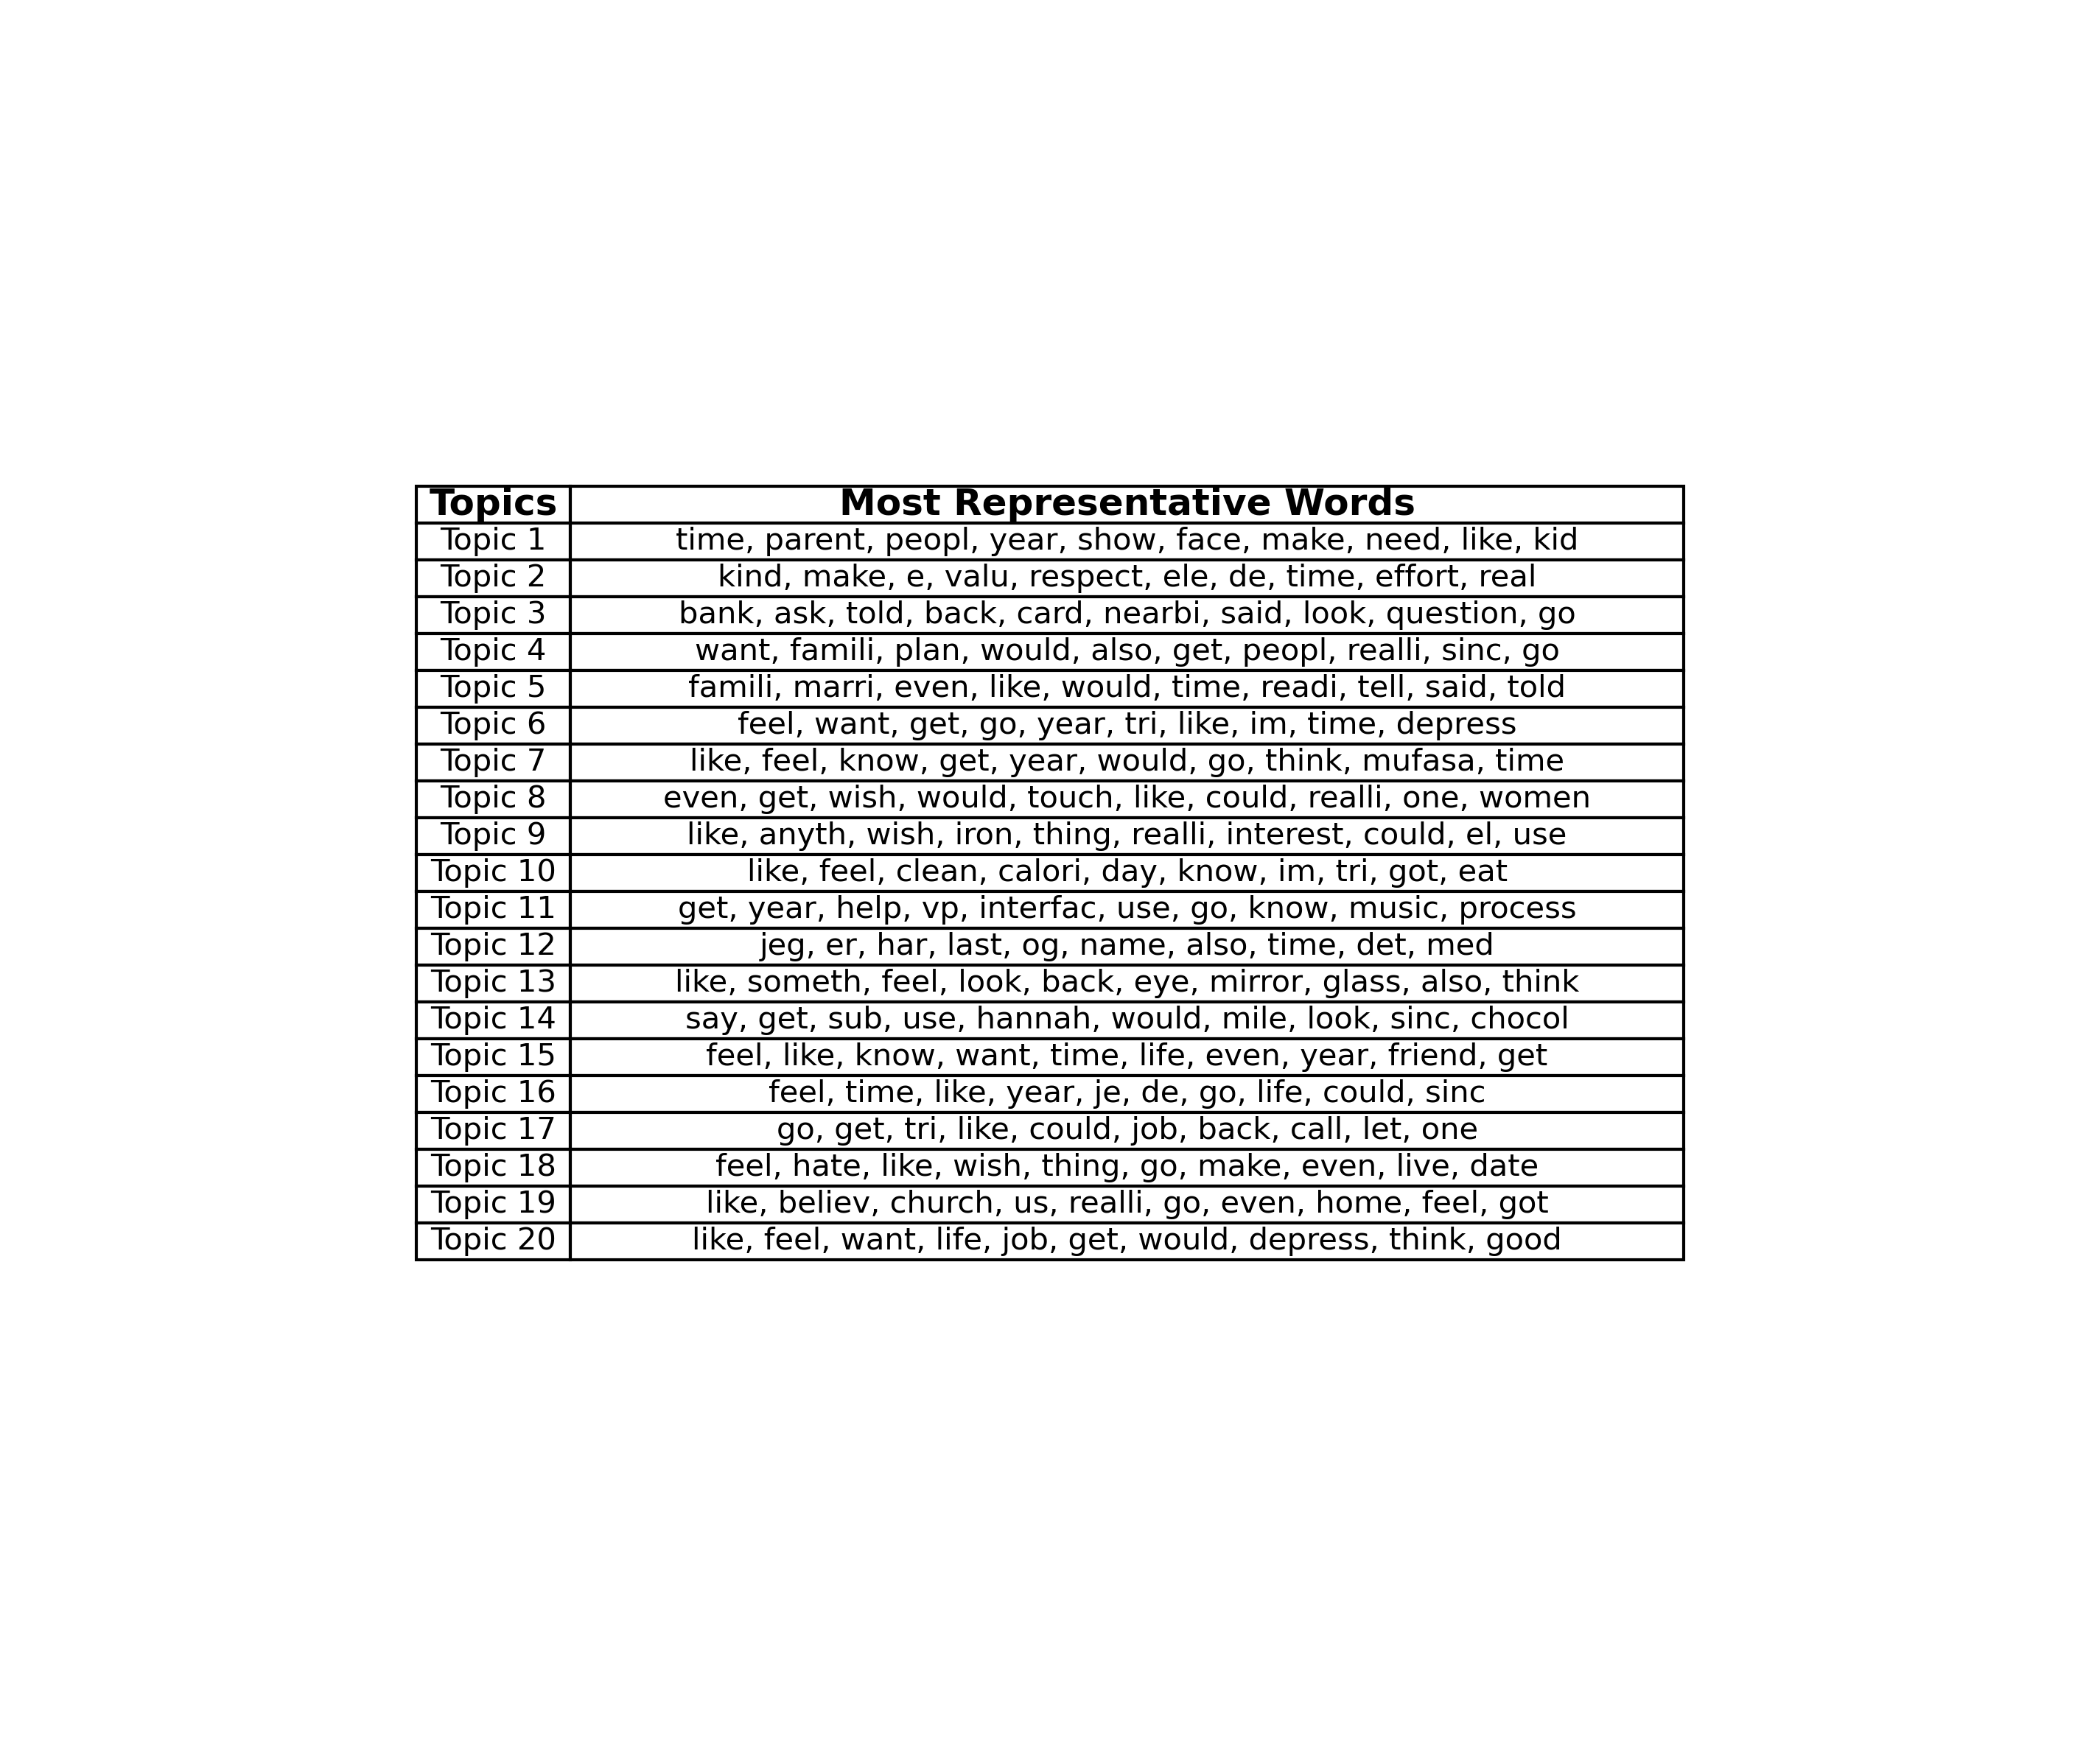 Topics Most Representative Words
Topic 1 time, parent, peopl, year, show, face, make, need, like, kid
Topic 2 kind, make, e, valu, respect, ele, de, time, effort, real
Topic 3 bank, ask, told, back, card, nearbi, said, look, question, go
Topic 4 want, famili, plan, would, also, get, peopl, realli, sinc, go
Topic 5 famili, marri, even, like, would, time, readi, tell, said, told
Topic 6 feel, want, get, go, year, tri, like, im, time, depress
Topic 7 like, feel, know, get, year, would, go, think, mufasa, time
Topic 8 even, get, wish, would, touch, like, could, realli, one, women
Topic 9 like, anyth, wish, iron, thing, realli, interest, could, el, use
Topic 10 like, feel, clean, calori, day, know, im, tri, got, eat
Topic 11 get, year, help, vp, interfac, use, go, know, music, process
Topic 12 jeg, er, har, last, og, name, also, time, det, med
Topic 13 like, someth, feel, look, back, eye, mirror, glass, also, think
Topic 14 say, get, sub, use, hannah, would, mile, look, sinc, chocol
Topic 15 feel, like, know, want, time, life, even, year, friend, get
Topic 16 feel, time, like, year, je, de, go, life, could, sinc
Topic 17 go, get, tri, like, could, job, back, call, let, one
Topic 18 feel, hate, like, wish, thing, go, make, even, live, date
Topic 19 like, believ, church, us, realli, go, even, home, feel, got
Topic 20 like, feel, want, life, job, get, would, depress, think, good